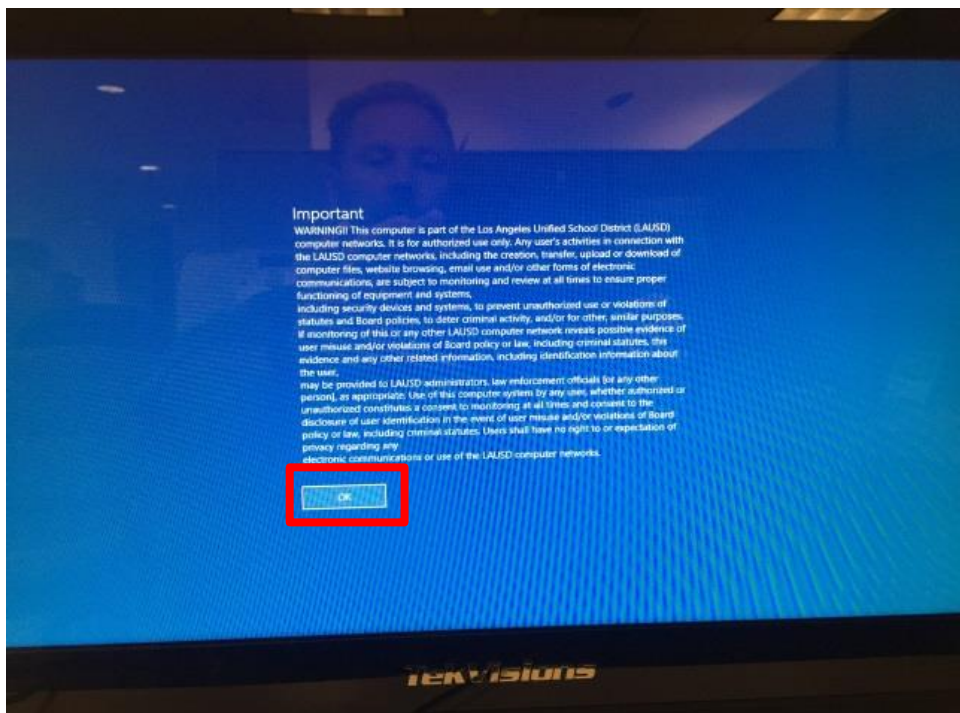 Important
WARNING!! This computer is part of the Los Angeles Unified School District (LAUSD)
computer networks. It is for authorized use only. Any user's activities in connection with
the LAUSD computer networks, including the creation, transfer, upload or download of
computer files, website browsing, email use and/or other forms of electronic
communications, are subject to monitoring and review at all times to ensure proper
functioning of equipment and systems,
including security devices and systems, to prevent unauthorized use or violations of
statutes and Board policies, to deter criminal activity, and/or for other, similar purposes.
If monitoring of this or any other LAUSD computer network reveals possible evidence of
user misuse and/or violations of Board policy or law, including criminal statutes, this
evidence and any other related information, including identification information about
the user,
may be provided to LAUSD administrators, law enforcement officials [or any other
person], as appropriate. Use of this computer system by any user, whether authorized or
unauthorized constitutes a consent to monitoring at all times and consent to the
disclosure of user identification in the event of user misuse and/or violations of Board
policy or law, including criminal statutes. Users shall have no right to or expectation of
privacy regarding any
electronic communications or use of the LAUSD computer networks.
OK
TekVisions